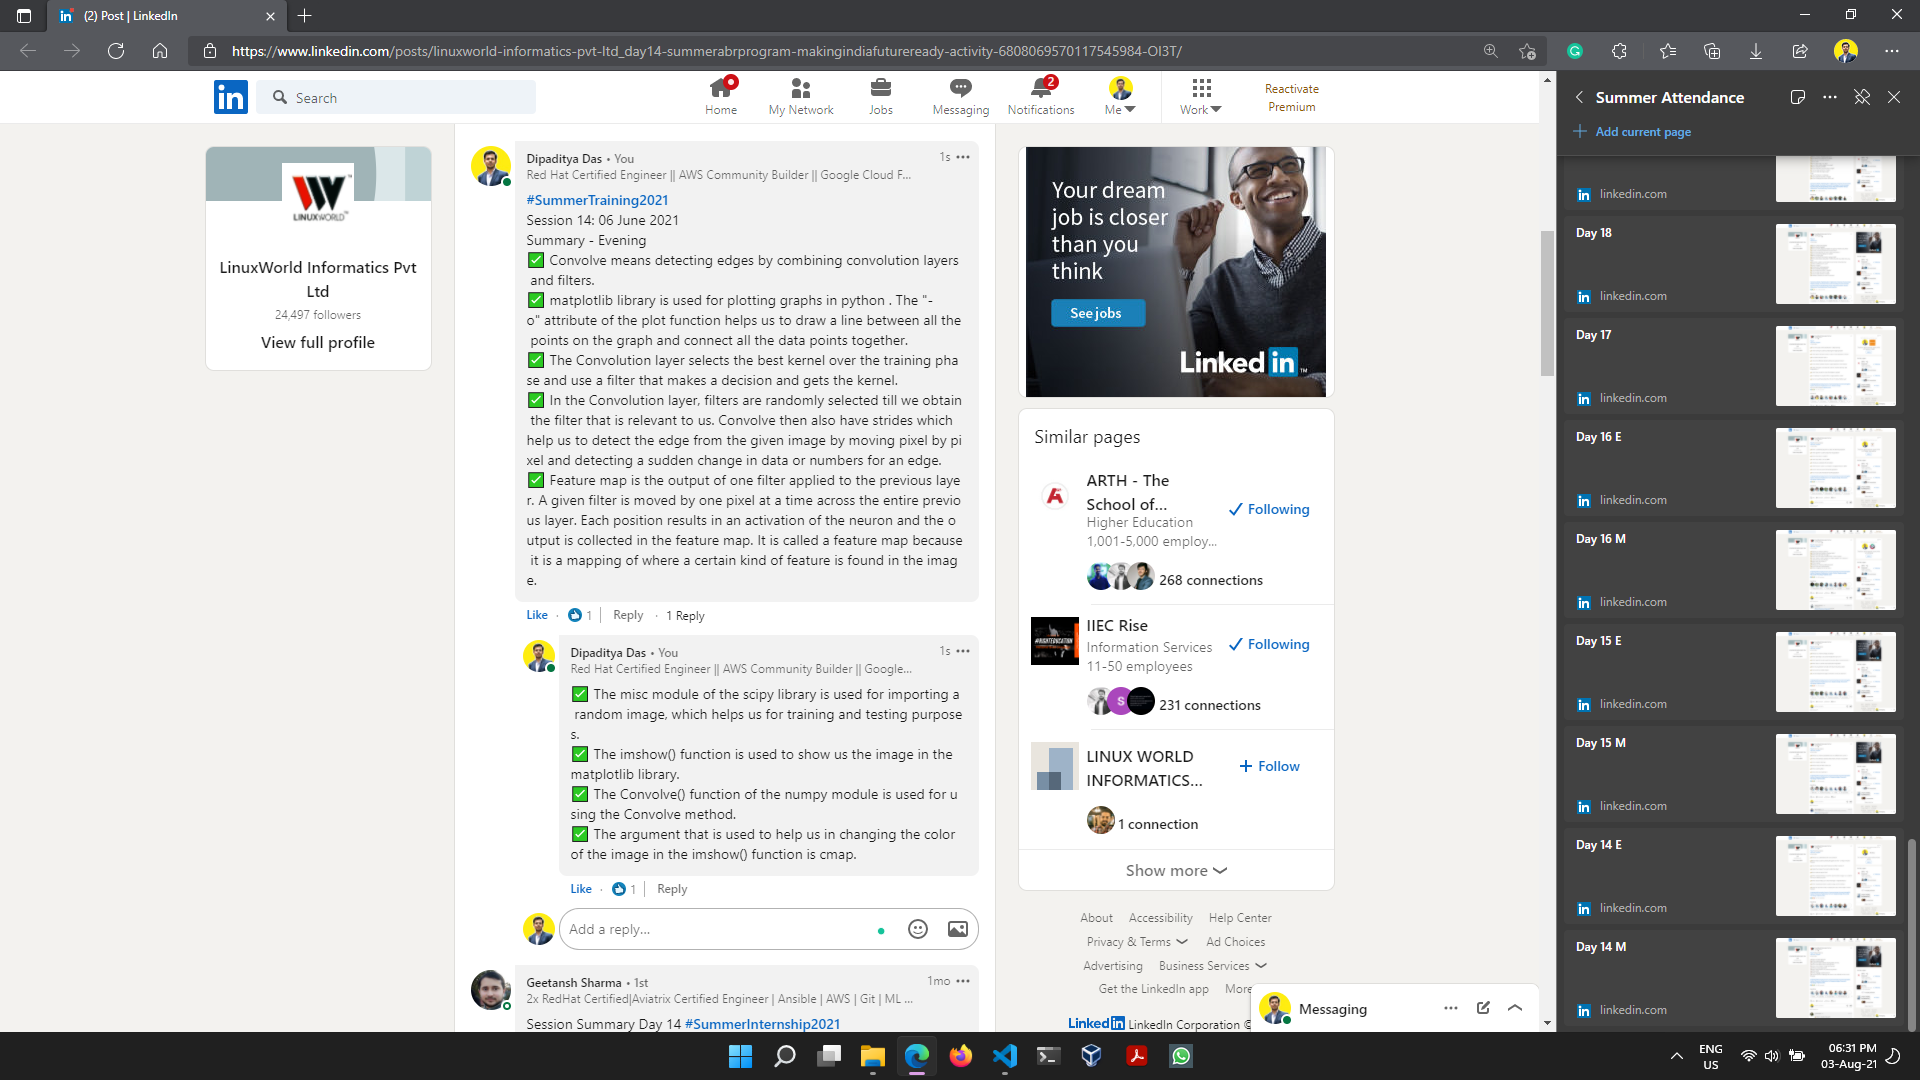 (2) Post | LinkedIn
https://www.linkedin.com/posts/linuxworld-informatics-pvt-ltd_day14-summerabrprogram-makingindiafutureready-activity-6808069570117545984-OI3T/
in
Search
Home
My Network
Jobs
Messaging
2
Notifications
Me
Work
Reactivate
Premium
LINUXWORLD
LinuxWorld Informatics Pvt
Ltd
24,497 followers
View full profile
Dipaditya Das • You
1s
Red Hat Certified Engineer || AWS Community Builder || Google Cloud F...
#SummerTraining2021
Session 14: 06 June 2021
Summary - Evening
✅ Convolve means detecting edges by combining convolution layers
and filters.
✅ matplotlib library is used for plotting graphs in python . The "-
o" attribute of the plot function helps us to draw a line between all the
points on the graph and connect all the data points together.
✅ The Convolution layer selects the best kernel over the training pha
se and use a filter that makes a decision and gets the kernel.
✅ In the Convolution layer, filters are randomly selected till we obtain
the filter that is relevant to us. Convolve then also have strides which
help us to detect the edge from the given image by moving pixel by pi
xel and detecting a sudden change in data or numbers for an edge.
✅ Feature map is the output of one filter applied to the previous laye
r. A given filter is moved by one pixel at a time across the entire previo
us layer. Each position results in an activation of the neuron and the o
utput is collected in the feature map. It is called a feature map because
it is a mapping of where a certain kind of feature is found in the imag
e.
Like · 1 | Reply · 1 Reply
Dipaditya Das • You
1s
Red Hat Certified Engineer || AWS Community Builder || Google...
✅ The misc module of the scipy library is used for importing a
random image, which helps us for training and testing purpose
s.
✅ The imshow() function is used to show us the image in the
matplotlib library.
✅ The Convolve() function of the numpy module is used for u
sing the Convolve method.
✅ The argument that is used to help us in changing the color
of the image in the imshow() function is cmap.
Like · 1 | Reply
Add a reply...
Geetansh Sharma • 1st
1mo
2x RedHat Certified|Aviatrix Certified Engineer | Ansible | AWS | Git | ML ...
Session Summary Day 14 #SummerInternship2021
Your dream
job is closer
than you
think
See jobs
Linked in
Similar pages
ARTH - The
School of...
Higher Education
1,001-5,000 employ...
Following
268 connections
IIEC Rise
Information Services
11-50 employees
Following
S
231 connections
LINUX WORLD
INFORMATICS...
Follow
1 connection
Show more
About
Accessibility
Help Center
Privacy & Terms
Ad Choices
Advertising
Business Services
Get the LinkedIn app
More
LinkedIn LinkedIn Corporation ©
Messaging
Summer Attendance
Add current page
linkedin.com
Day 18
linkedin.com
Day 17
linkedin.com
Day 16 E
linkedin.com
Day 16 M
linkedin.com
Day 15 E
linkedin.com
Day 15 M
linkedin.com
Day 14 E
linkedin.com
Day 14 M
linkedin.com
ENG
US
06:31 PM
03-Aug-21